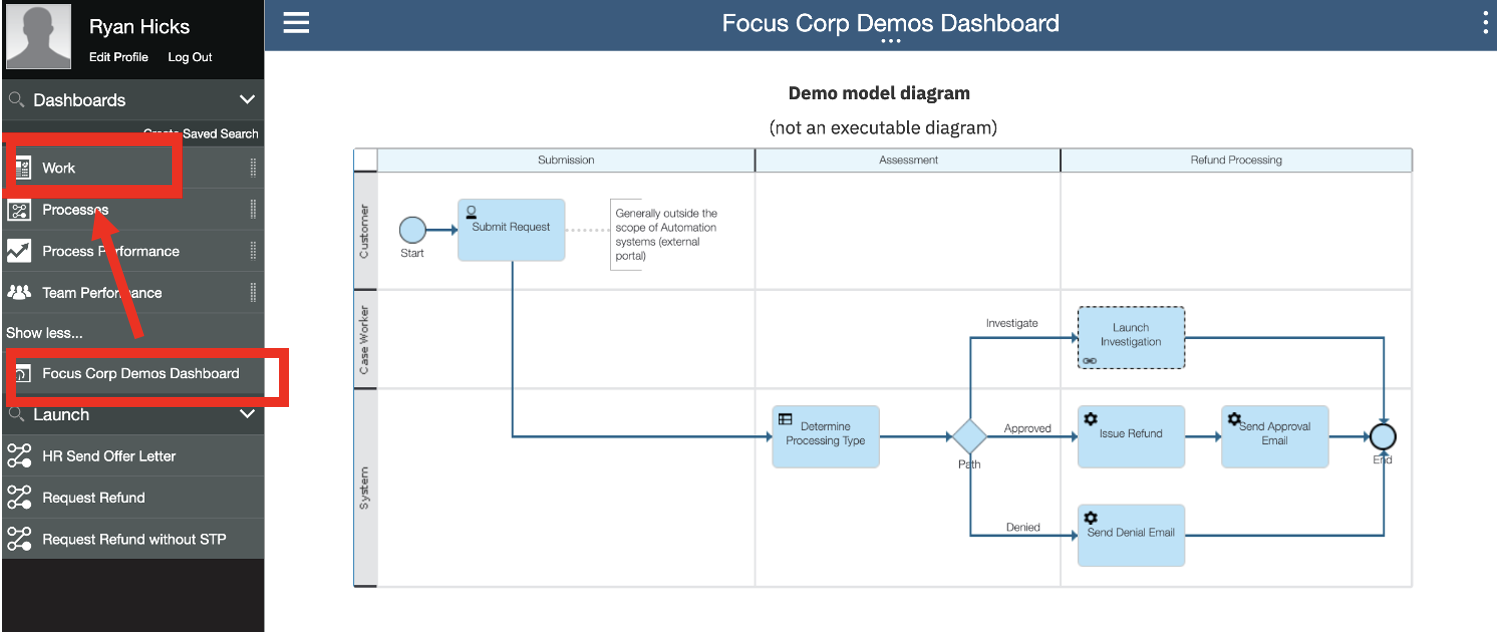 Ryan Hicks
Edit Profile Log Out
Dashboards
Create Saved Search
Work
Processes
Process Performance
Team Performance
Show less...
Focus Corp Demos Dashboard
Launch
HR Send Offer Letter
Request Refund
Request Refund without STP
Focus Corp Demos Dashboard
Demo model diagram
(not an executable diagram)
Submission
Assessment
Refund Processing
Customer
Start
Submit Request
Generally outside the
scope of Automation
systems (external
portal)
Case Worker
Investigate
Launch
Investigation
System
Determine
Processing Type
Path
Approved
Issue Refund
Send Approval
Email
End
Denied
Send Denial Email